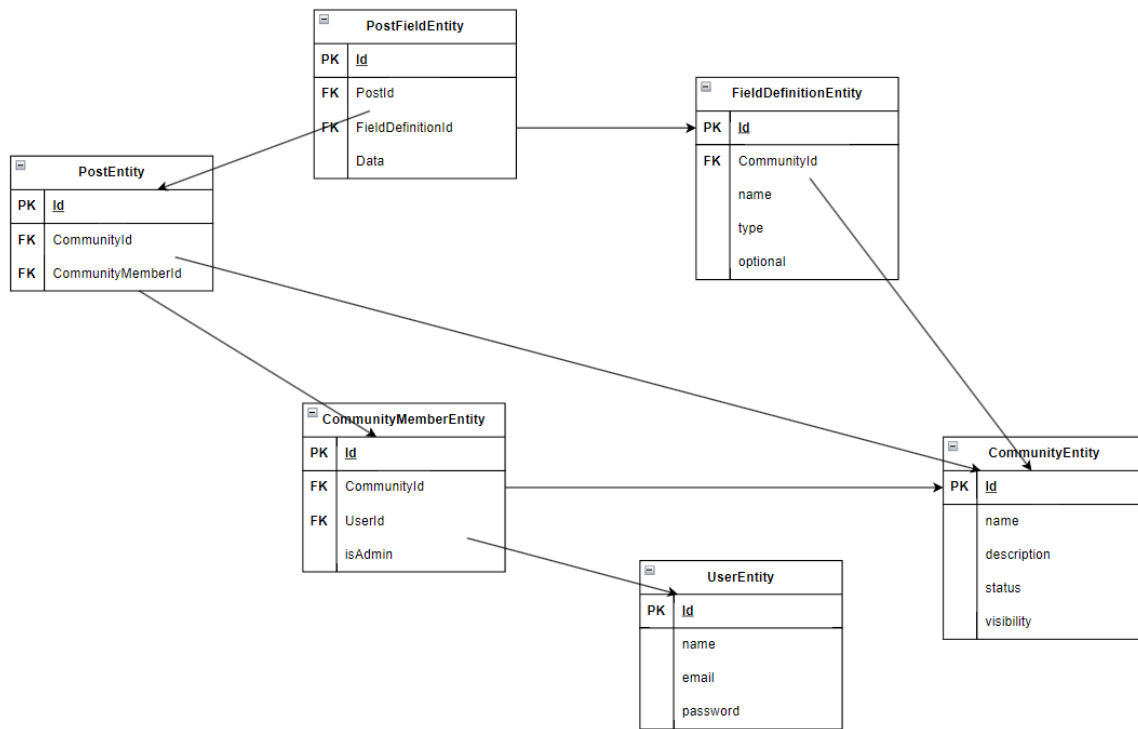 PostFieldEntity
PK Id
FK PostId
FK FieldDefinitionId
Data
FieldDefinitionEntity
PK Id
FK CommunityId
name
type
optional
PostEntity
PK Id
FK CommunityId
FK CommunityMemberId
CommunityMemberEntity
PK Id
FK CommunityId
FK UserId
isAdmin
CommunityEntity
PK Id
name
description
status
visibility
UserEntity
PK Id
name
email
password